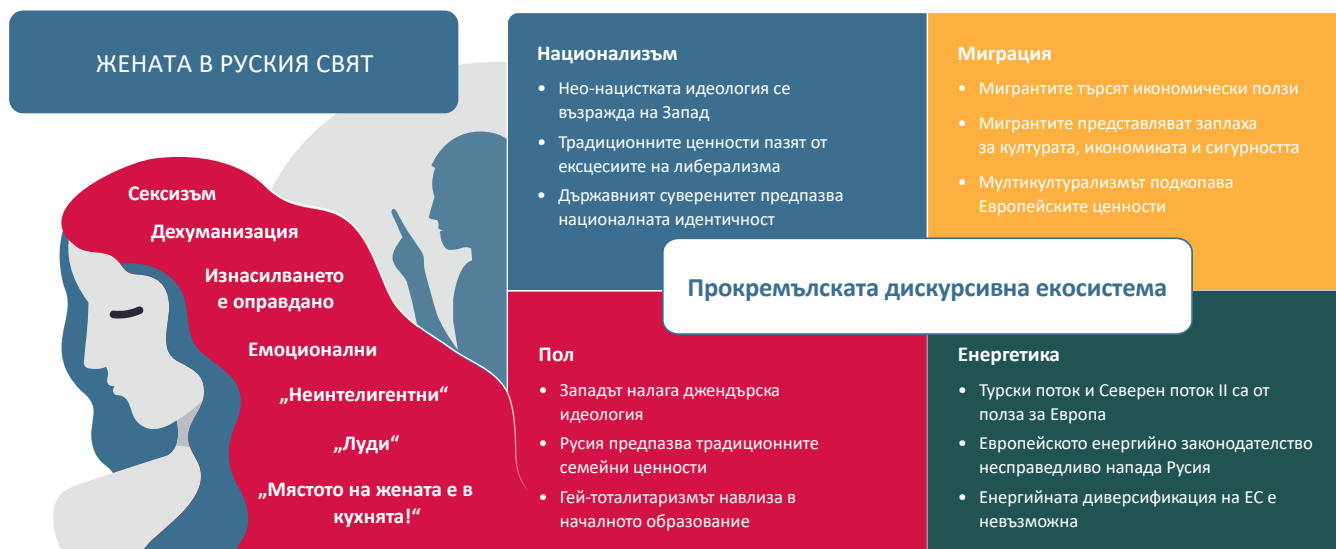 ЖЕНАТА В РУСКИЯ СВЯТ
Сексизъм
Дехуманизация
Изнасилването
е оправдано
Емоционални
„Неинтелигентни“
„Луди“
„Мястото на жената е в
кухнята!“
Национализъм
• Нео-нацистката идеология се
възражда на Запад
• Традиционните ценности пазят от
ексцесиите на либерализма
• Държавният суверенитет предпазва
националната идентичност
Миграция
• Мигрантите търсят икономически ползи
• Мигрантите представляват заплаха
за културата, икономиката и сигурността
• Мултикултурализмът подкопава
Европейските ценности
Прокремълската дискурсивна екосистема
Пол
• Западът налага джендърска
идеология
• Русия предпазва традиционните
семейни ценности
• Гей-тоталитаризмът навлиза в
началното образование
Енергетика
• Турски поток и Северен поток II са от
полза за Европа
• Европейското енергийно законодателство
несправедливо напада Русия
• Енергийната диверсификация на ЕС е
невъзможна